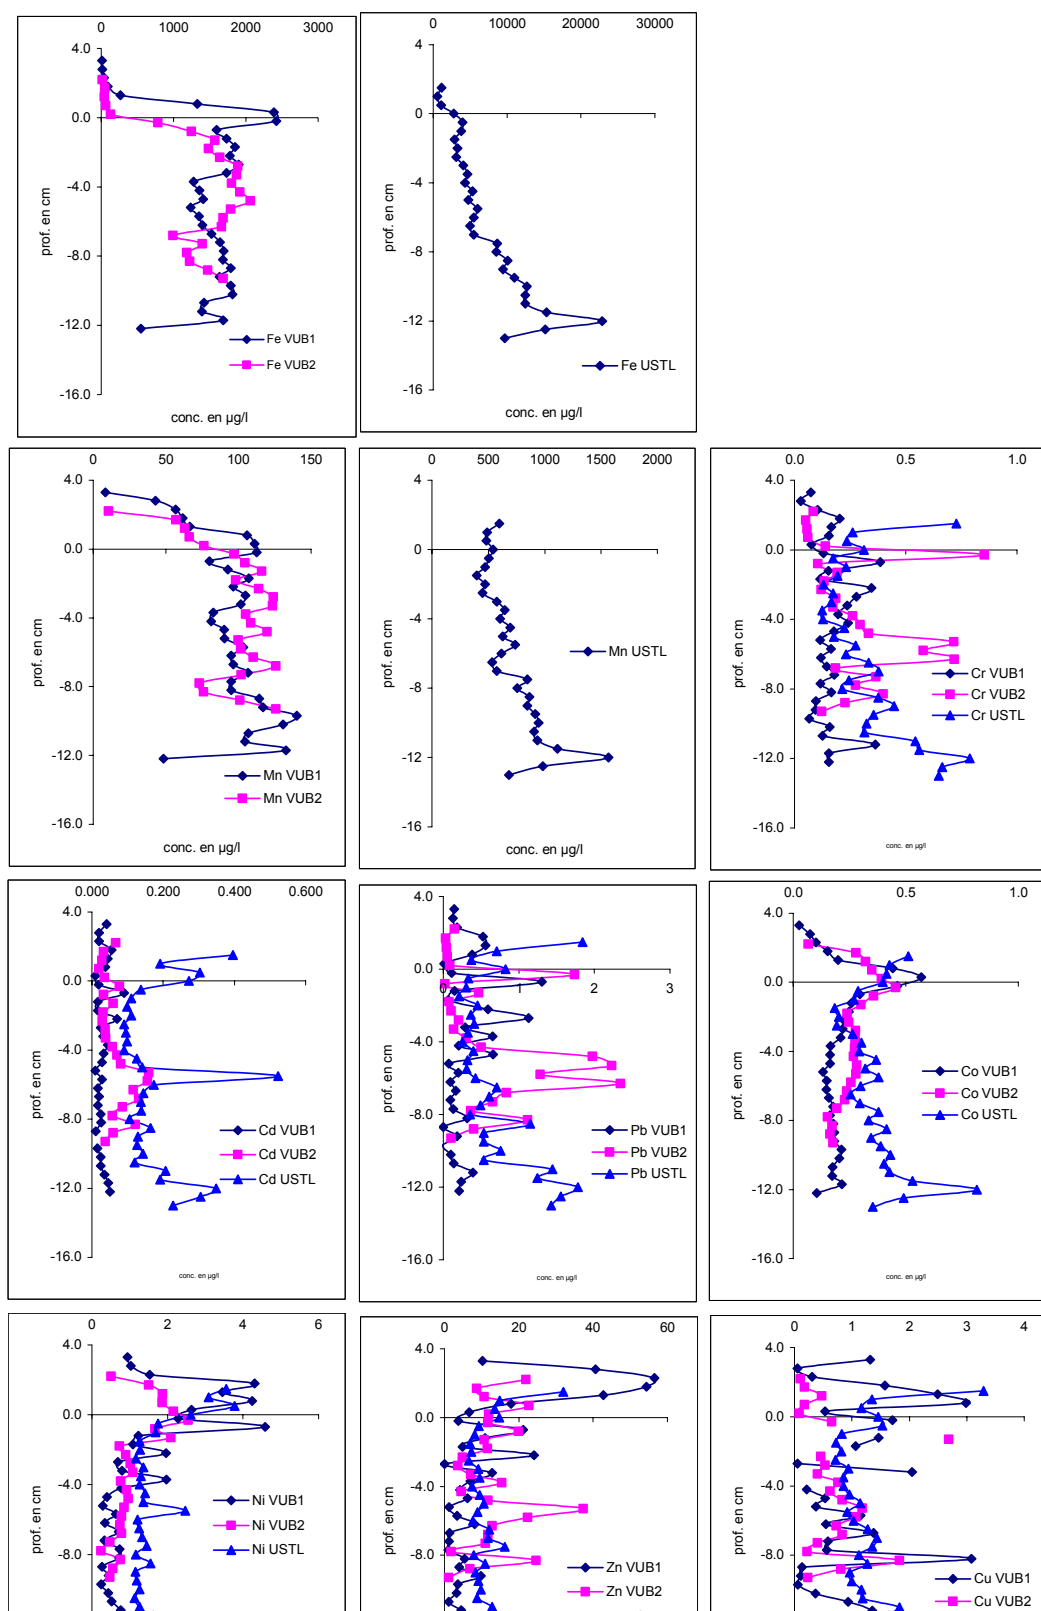 0 1000 2000 3000
4.0
0.0
-4.0
-8.0
-12.0
-16.0
prof. en cm
Fe VUB1
Fe VUB2
conc. en µg/l
0 10000 20000 30000
4
0
-4
-8
-12
-16
prof. en cm
Fe USTL
0 50 100 150
4.0
0.0
-4.0
-8.0
-12.0
-16.0
prof. en cm
Mn VUB1
Mn VUB2
conc. en µg/l
0 500 1000 1500 2000
4
0
-4
-8
-12
-16
prof. en cm
Mn USTL
conc. en µg/l
0.0 0.5 1.0
4.0
0.0
-4.0
-8.0
-12.0
-16.0
prof. en cm
Cr VUB1
Cr VUB2
Cr USTL
conc. en µg/l
0.000 0.200 0.400 0.600
4.0
0.0
-4.0
-8.0
-12.0
-16.0
prof. en cm
Cd VUB1
Cd VUB2
Cd USTL
conc. en µg/l
0 1 2 3
4.0
0.0
-4.0
-8.0
-12.0
-16.0
prof. en cm
Pb VUB1
Pb VUB2
Pb USTL
conc. en µg/l
0.0 0.5 1.0
4.0
0.0
-4.0
-8.0
-12.0
-16.0
prof. en cm
Co VUB1
Co VUB2
Co USTL
conc. en µg/l
0 2 4 6
4.0
0.0
-4.0
-8.0
prof. en cm
Ni VUB1
Ni VUB2
Ni USTL
0 20 40 60
4.0
0.0
-4.0
-8.0
prof. en cm
Zn VUB1
Zn VUB2
0 1 2 3 4
4.0
0.0
-4.0
-8.0
prof. en cm
Cu VUB1
Cu VUB2